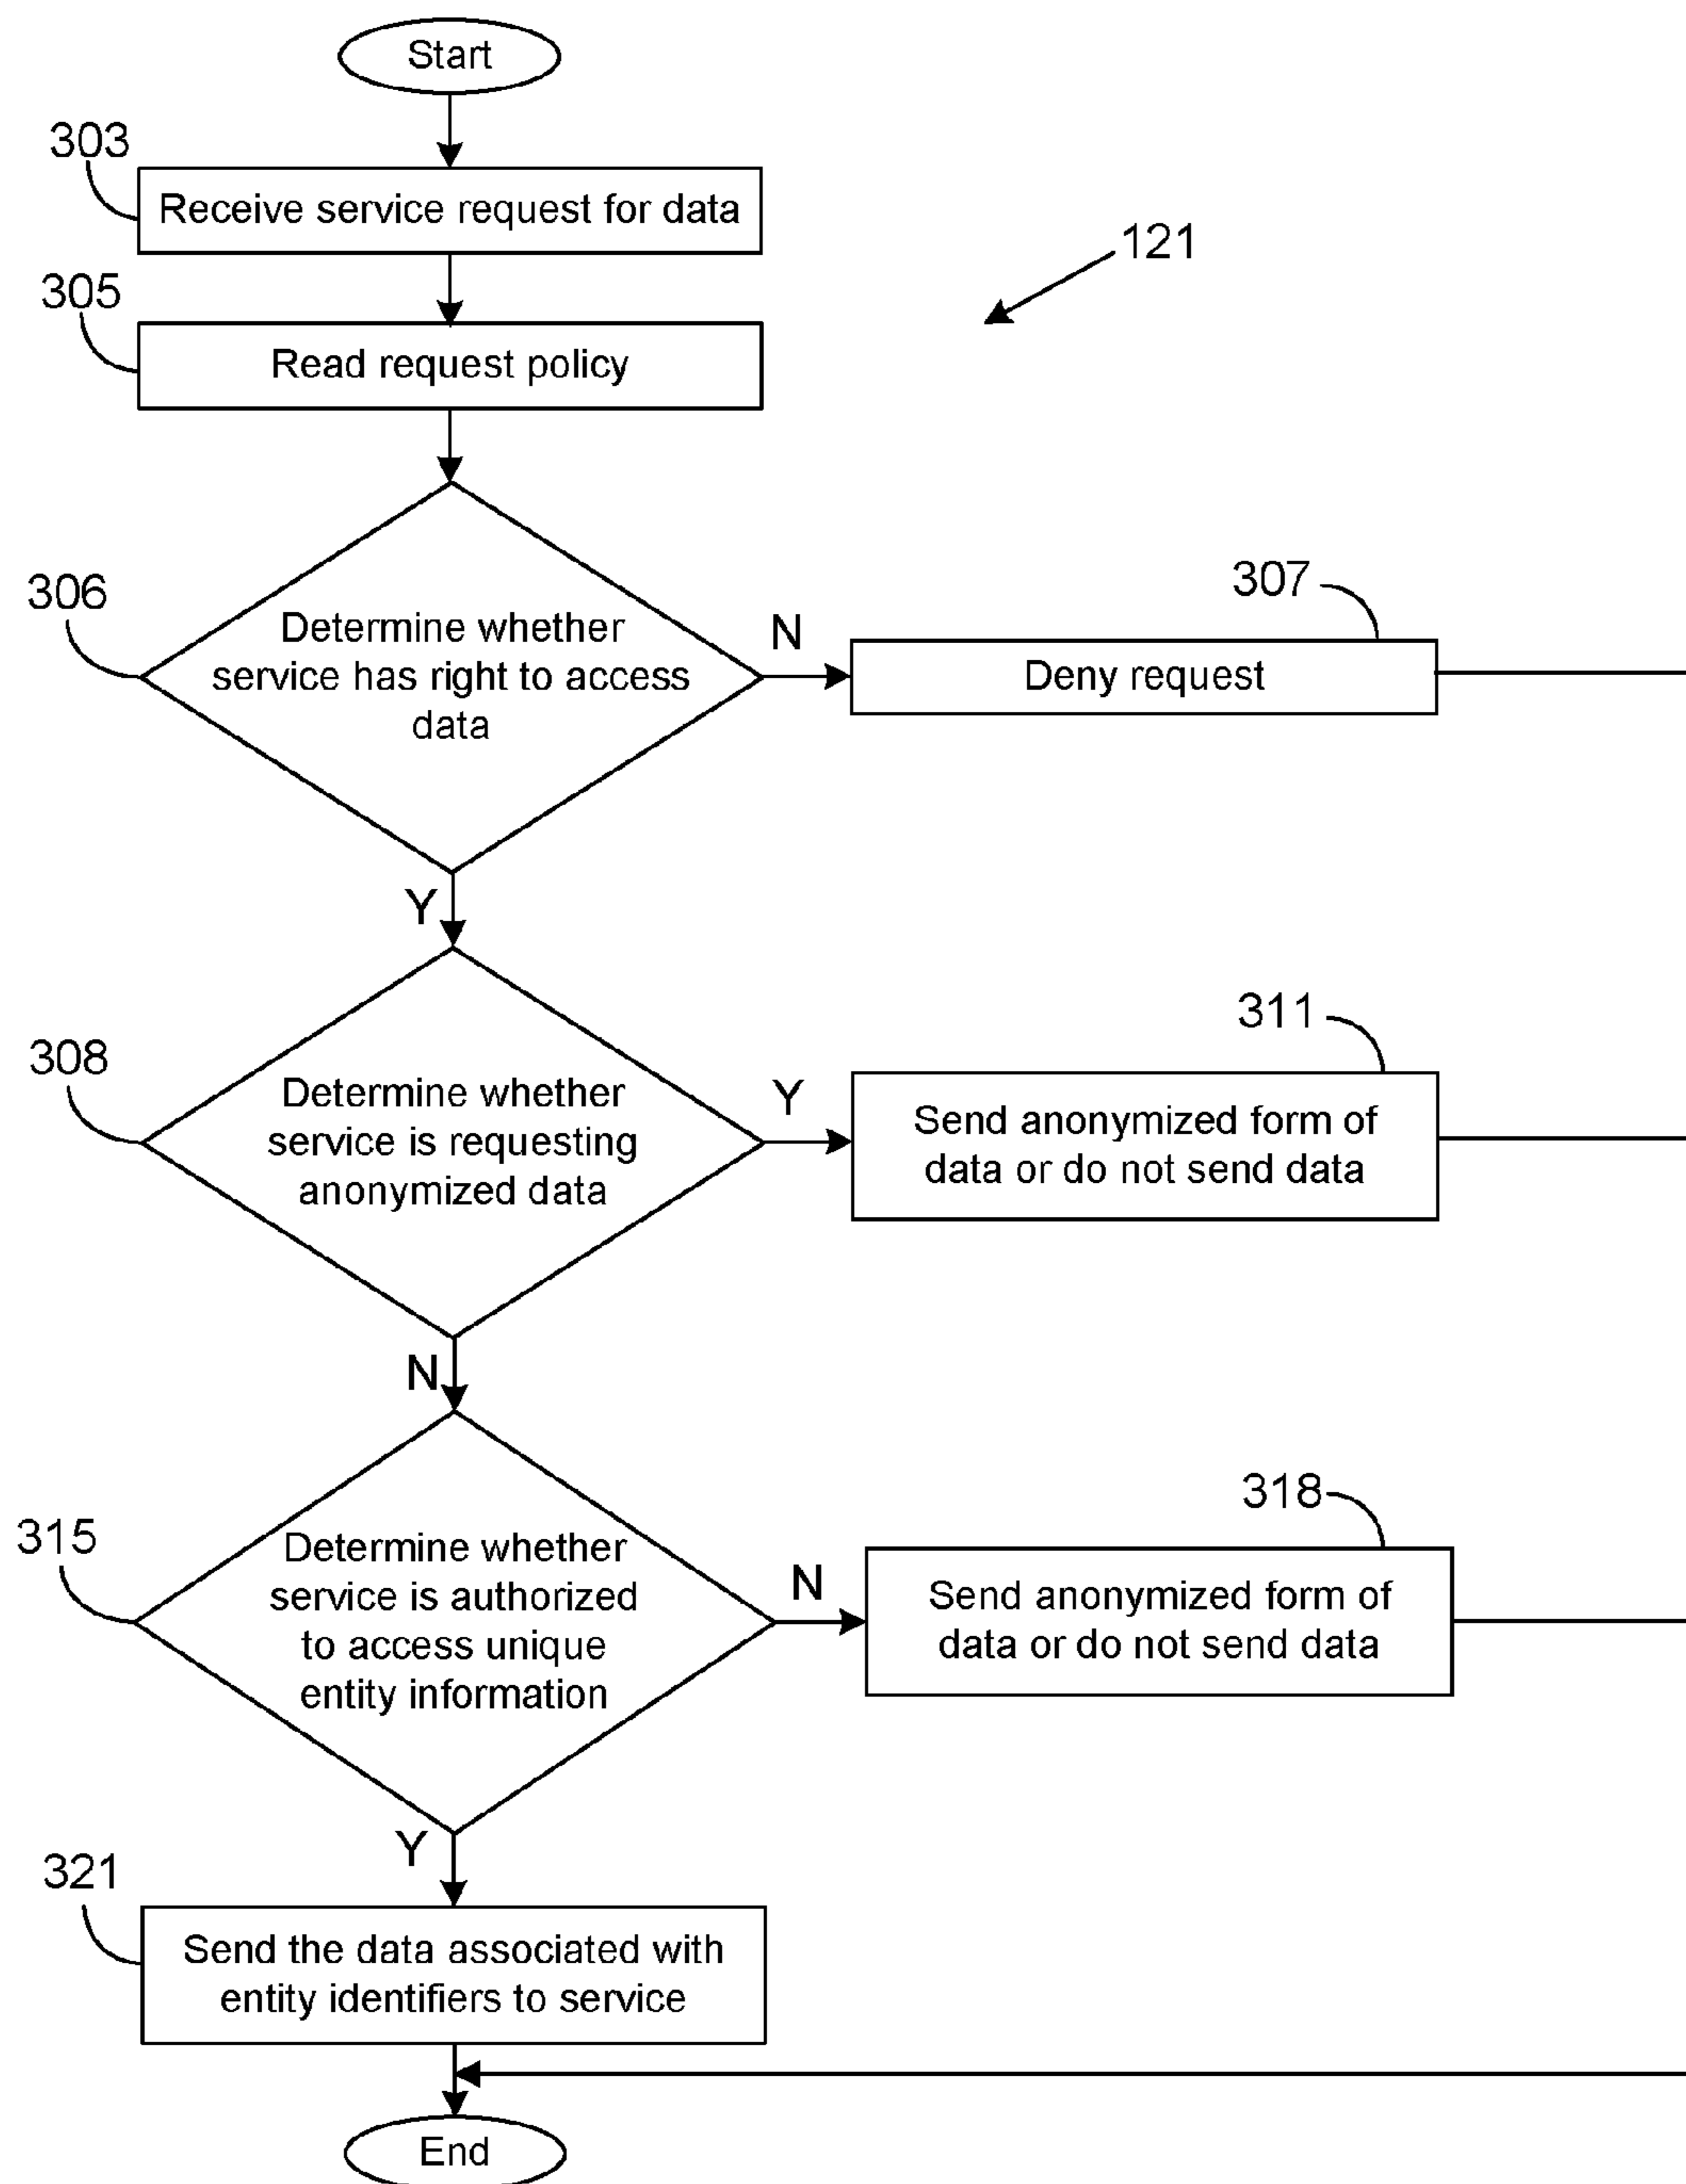 Start
303
Receive service request for data
121
305
Read request policy
306
Determine whether
service has right to access
data
N
307
Deny request
Y
308
Determine whether
service is requesting
anonymized data
Y
311
Send anonymized form of
data or do not send data
N
315
Determine whether
service is authorized
to access unique
entity information
N
318
Send anonymized form of
data or do not send data
Y
321
Send the data associated with
entity identifiers to service
End